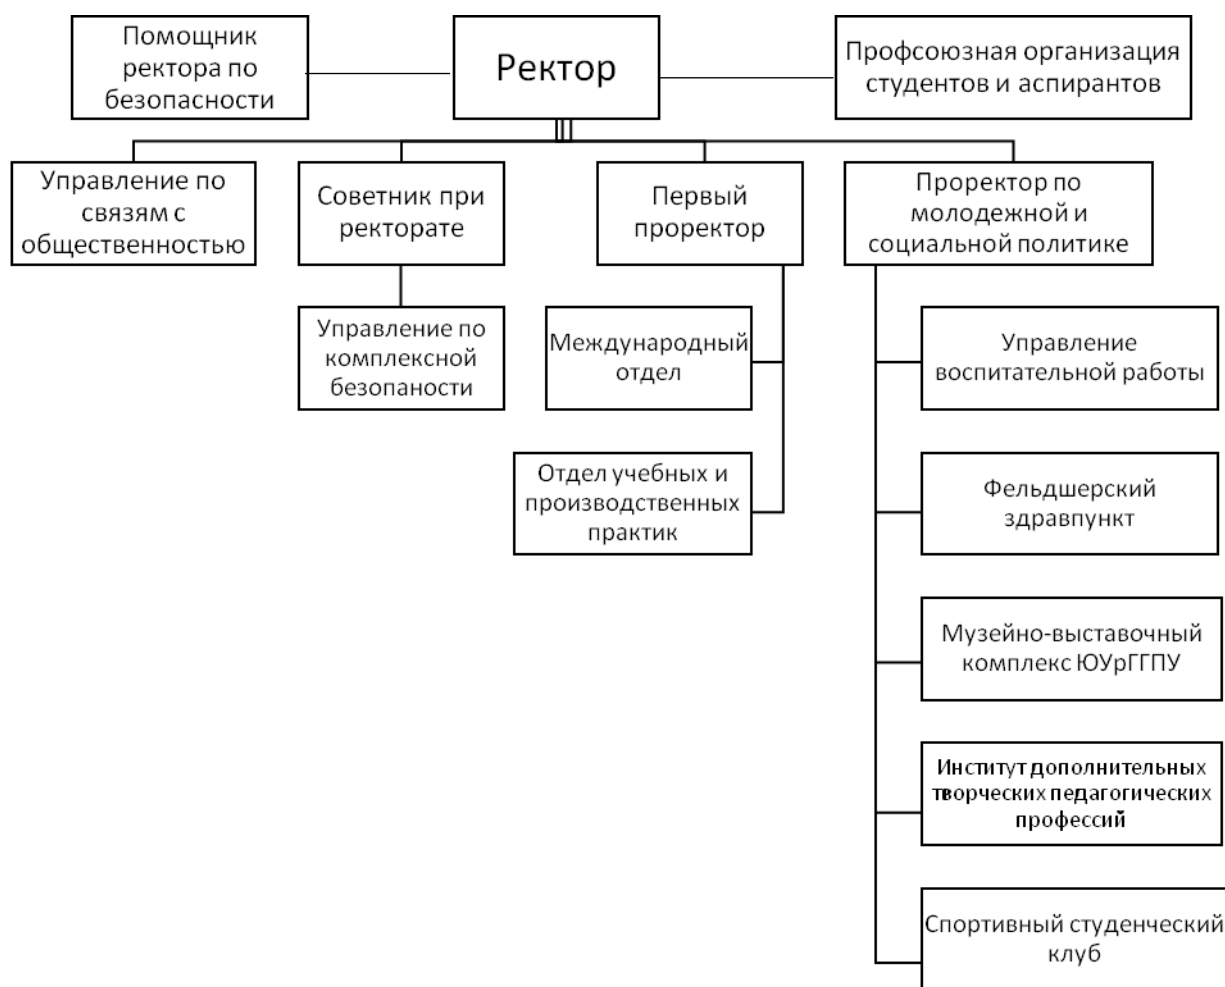 Помощник
ректора по
безопасности
Ректор
Профсоюзная организация
студентов и аспирантов
Управление по
связям с
общественностью
Советник при
ректорате
Первый
проректор
Проректор по
молодежной и
социальной политике
Управление по
комплексной
безопаности
Международный
отдел
Отдел учебных и
производственных
практик
Управление
воспитательной работы
Фельдшерский
здравпункт
Музейно-выставочный
комплекс ЮУрГГПУ
Институт дополнительных
творческих педагогических
профессий
Спортивный студенческий
клуб